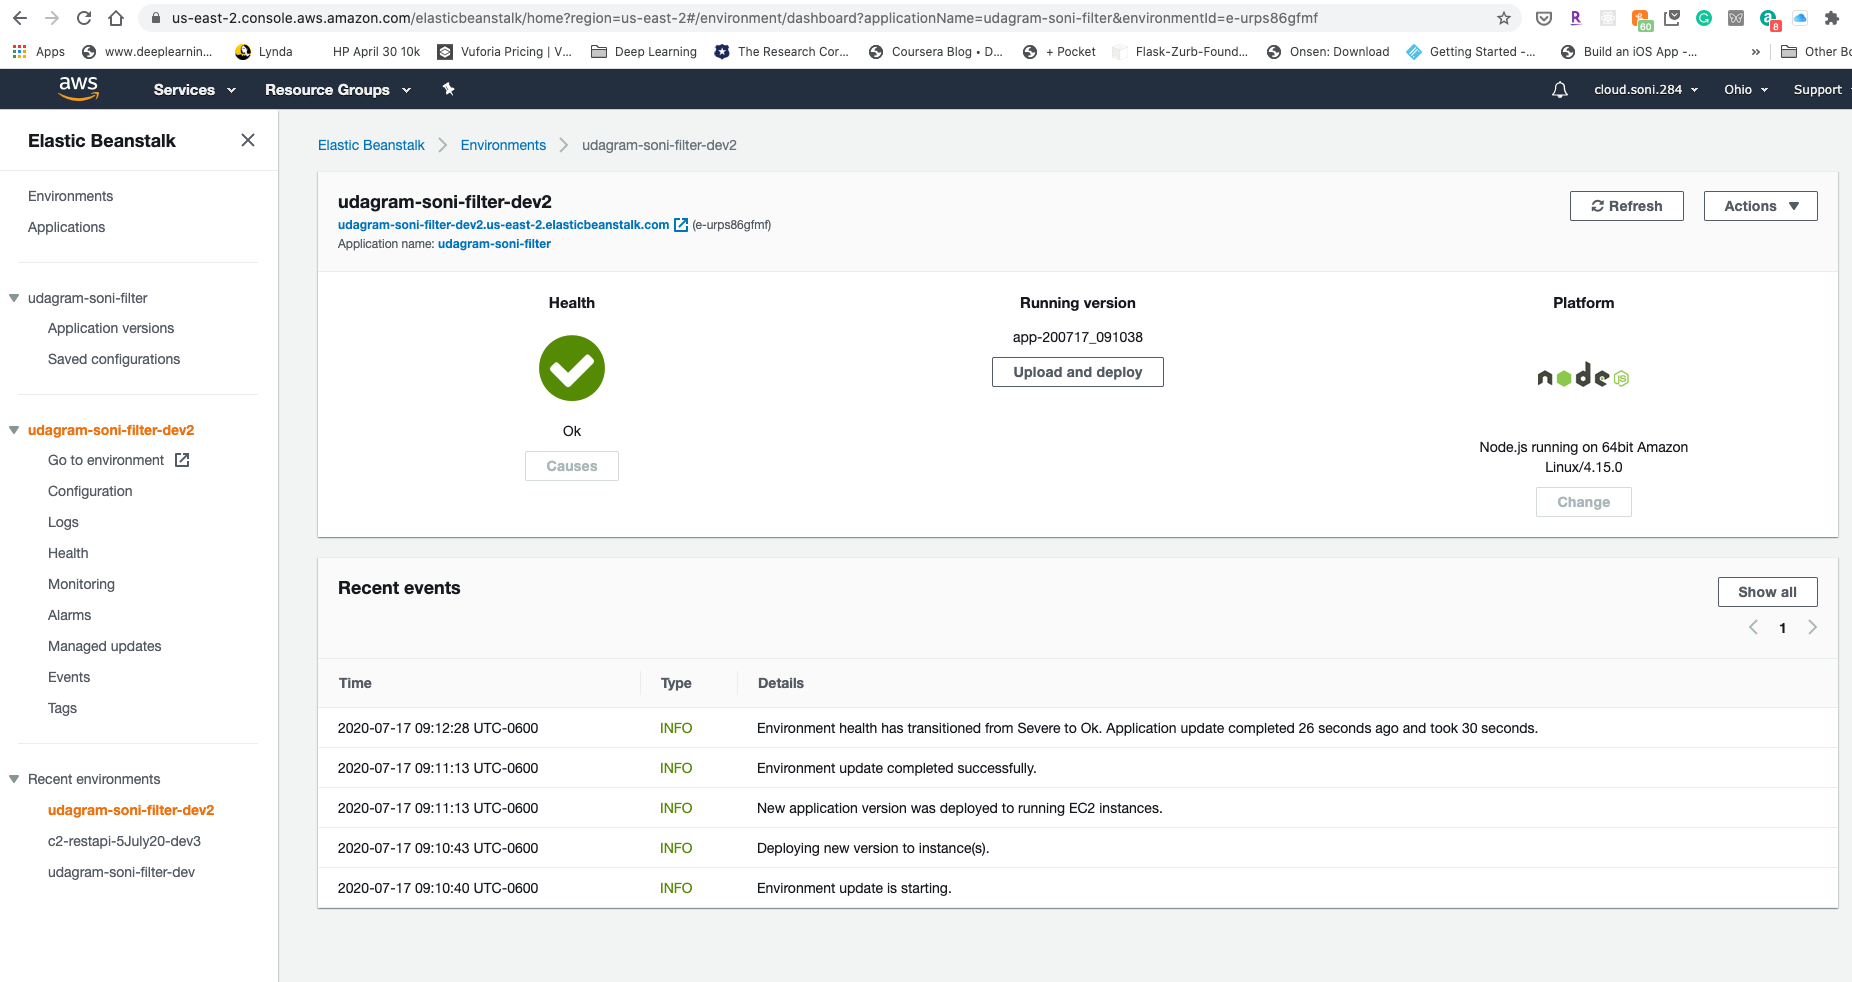 us-east-2.console.aws.amazon.com/elasticbeanstalk/home?region=us-east-2#/environment/dashboard?applicationName=udagram-soni-filter&environmentId=e-urps86gfmf
60
8
Apps www.deeplearnin... Lynda HP April 30 10k Vuforia Pricing | V... Deep Learning The Research Cor... Coursera Blog • D... + Pocket Flask-Zurb-Found... Onsen: Download Getting Started -... Build an iOS App -... » Other Bo
aws Services Resource Groups cloud.soni.284 Ohio Support
Elastic Beanstalk
Environments
Applications
udagram-soni-filter
Application versions
Saved configurations
udagram-soni-filter-dev2
Go to environment
Configuration
Logs
Health
Monitoring
Alarms
Managed updates
Events
Tags
Recent environments
udagram-soni-filter-dev2
c2-restapi-5July20-dev3
udagram-soni-filter-dev
Elastic Beanstalk Environments udagram-soni-filter-dev2
udagram-soni-filter-dev2
udagram-soni-filter-dev2.us-east-2.elasticbeanstalk.com (e-urps86gfmf)
Application name: udagram-soni-filter
Refresh Actions
Health
Ok
Causes
Running version
app-200717_091038
Upload and deploy
Platform
node JS
Node.js running on 64bit Amazon
Linux/4.15.0
Change
Recent events
Show all
1
Time Type Details
2020-07-17 09:12:28 UTC-0600 INFO Environment health has transitioned from Severe to Ok. Application update completed 26 seconds ago and took 30 seconds.
2020-07-17 09:11:13 UTC-0600 INFO Environment update completed successfully.
2020-07-17 09:11:13 UTC-0600 INFO New application version was deployed to running EC2 instances.
2020-07-17 09:10:43 UTC-0600 INFO Deploying new version to instance(s).
2020-07-17 09:10:40 UTC-0600 INFO Environment update is starting.